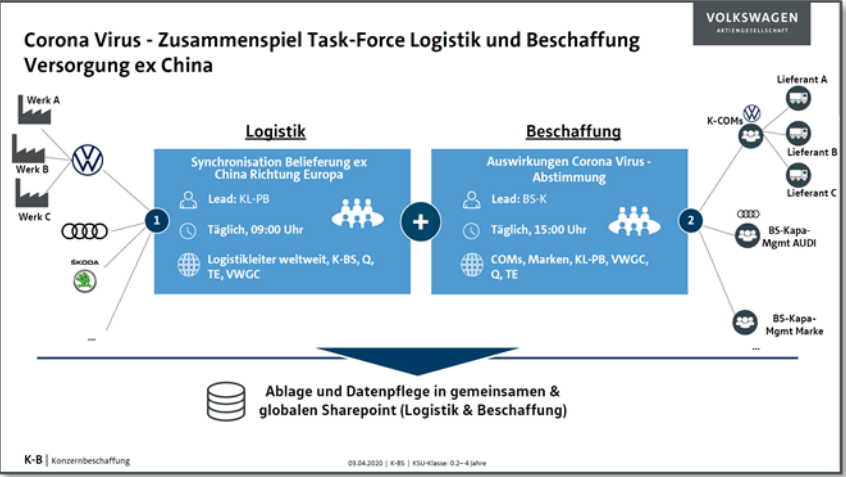 VOLKSWAGEN
AKTIENGESELLSCHAFT
Corona Virus - Zusammenspiel Task-Force Logistik und Beschaffung
Versorgung ex China
Werk A
Werk B
Werk C
ŠKODA
...
Logistik
Synchronisation Belieferung ex
China Richtung Europa
Lead: KL-PB
Täglich, 09:00 Uhr
Logistikleiter weltweit, K-BS, Q,
TE, VWGC
1
+
Beschaffung
Auswirkungen Corona Virus -
Abstimmung
Lead: BS-K
Täglich, 15:00 Uhr
COMs, Marken, KL-PB, VWGC,
Q, TE
2
K-COMs
Lieferant A
Lieferant B
Lieferant C
BS-Kapa-
Mgmt AUDI
BS-Kapa-
Mgmt Marke
...
Ablage und Datenpflege in gemeinsamen &
globalen Sharepoint (Logistik & Beschaffung)
K-B | Konzernbeschaffung
03.04.2020 | K-BS | KSU-Klasse: 0.2– 4 Jahre